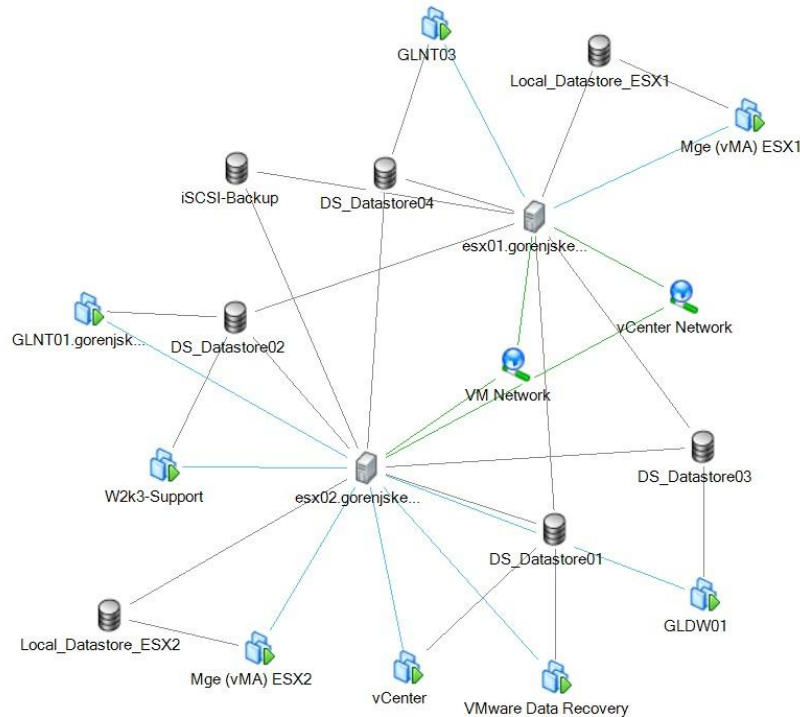 GLNT03
Local_Datastore_ESX1
Mge (vMA) ESX1
iSCSI-Backup
DS_Datastore04
esx01.gorenjske...
vCenter Network
GLNT01.gorenjsk...
DS_Datastore02
VM Network
DS_Datastore03
W2k3-Support
esx02.gorenjske...
DS_Datastore01
GLDW01
Local_Datastore_ESX2
Mge (vMA) ESX2
vCenter
VMware Data Recovery